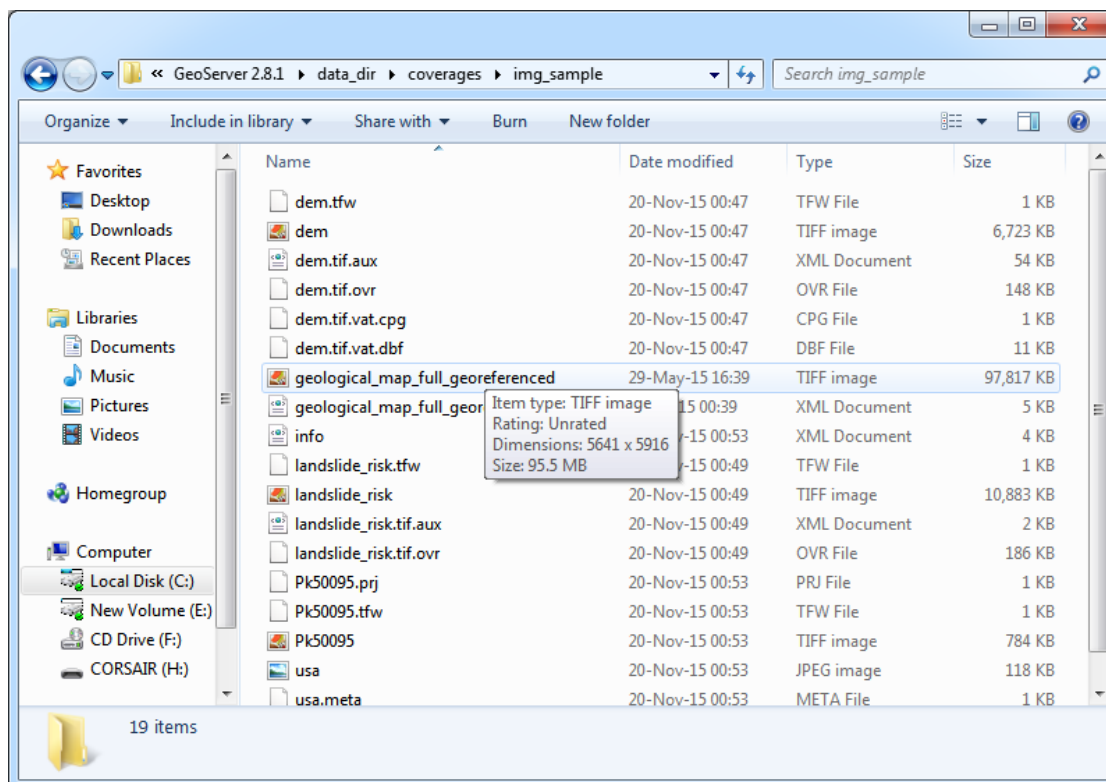 « GeoServer 2.8.1 data_dir coverages img_sample Search img_sample
Organize Include in library Share with Burn New folder
Favorites
Desktop
Downloads
Recent Places
Libraries
Documents
Music
Pictures
Videos
Homegroup
Computer
Local Disk (C:)
New Volume (E:)
CD Drive (F:)
CORSAIR (H:)
Name Date modified Type Size
dem.tfw 20-Nov-15 00:47 TFW File 1 KB
dem 20-Nov-15 00:47 TIFF image 6,723 KB
dem.tif.aux 20-Nov-15 00:47 XML Document 54 KB
dem.tif.ovr 20-Nov-15 00:47 OVR File 148 KB
dem.tif.vat.cpg 20-Nov-15 00:47 CPG File 1 KB
dem.tif.vat.dbf 20-Nov-15 00:47 DBF File 11 KB
geological_map_full_georeferenced 29-May-15 16:39 TIFF image 97,817 KB
geological_map_full_geor 15 00:39 XML Document 5 KB
info -15 00:53 XML Document 4 KB
landslide_risk.tfw -15 00:49 TFW File 1 KB
landslide_risk 20-Nov-15 00:49 TIFF image 10,883 KB
landslide_risk.tif.aux 20-Nov-15 00:49 XML Document 2 KB
landslide_risk.tif.ovr 20-Nov-15 00:49 OVR File 186 KB
Pk50095.prj 20-Nov-15 00:53 PRJ File 1 KB
Pk50095.tfw 20-Nov-15 00:53 TFW File 1 KB
Pk50095 20-Nov-15 00:53 TIFF image 784 KB
usa 20-Nov-15 00:53 JPEG image 118 KB
usa.meta 20-Nov-15 00:53 META File 1 KB
Item type: TIFF image
Rating: Unrated
Dimensions: 5641 x 5916
Size: 95.5 MB
19 items